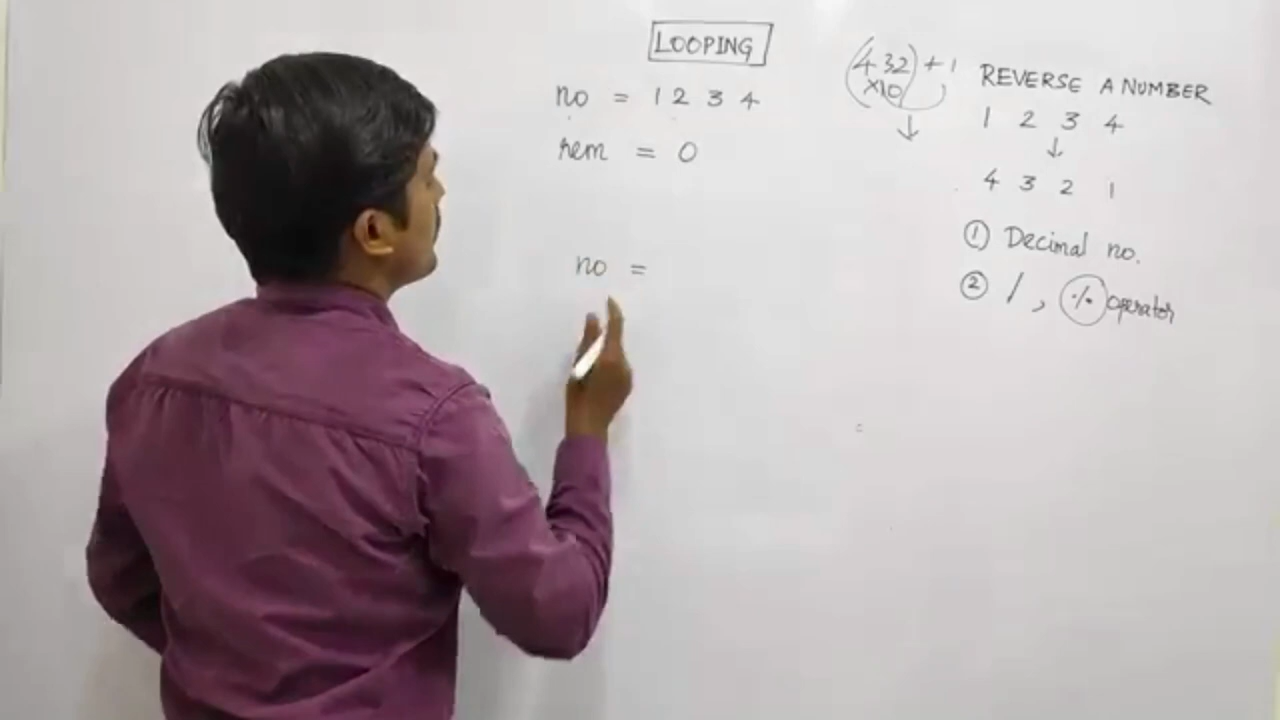 LOOPING
no = 1 2 3 4
rem = 0
no =
(432) + 1
×10
↓
REVERSE A NUMBER
1 2 3 4
↓
4 3 2 1
① Decimal no.
② / , % operator